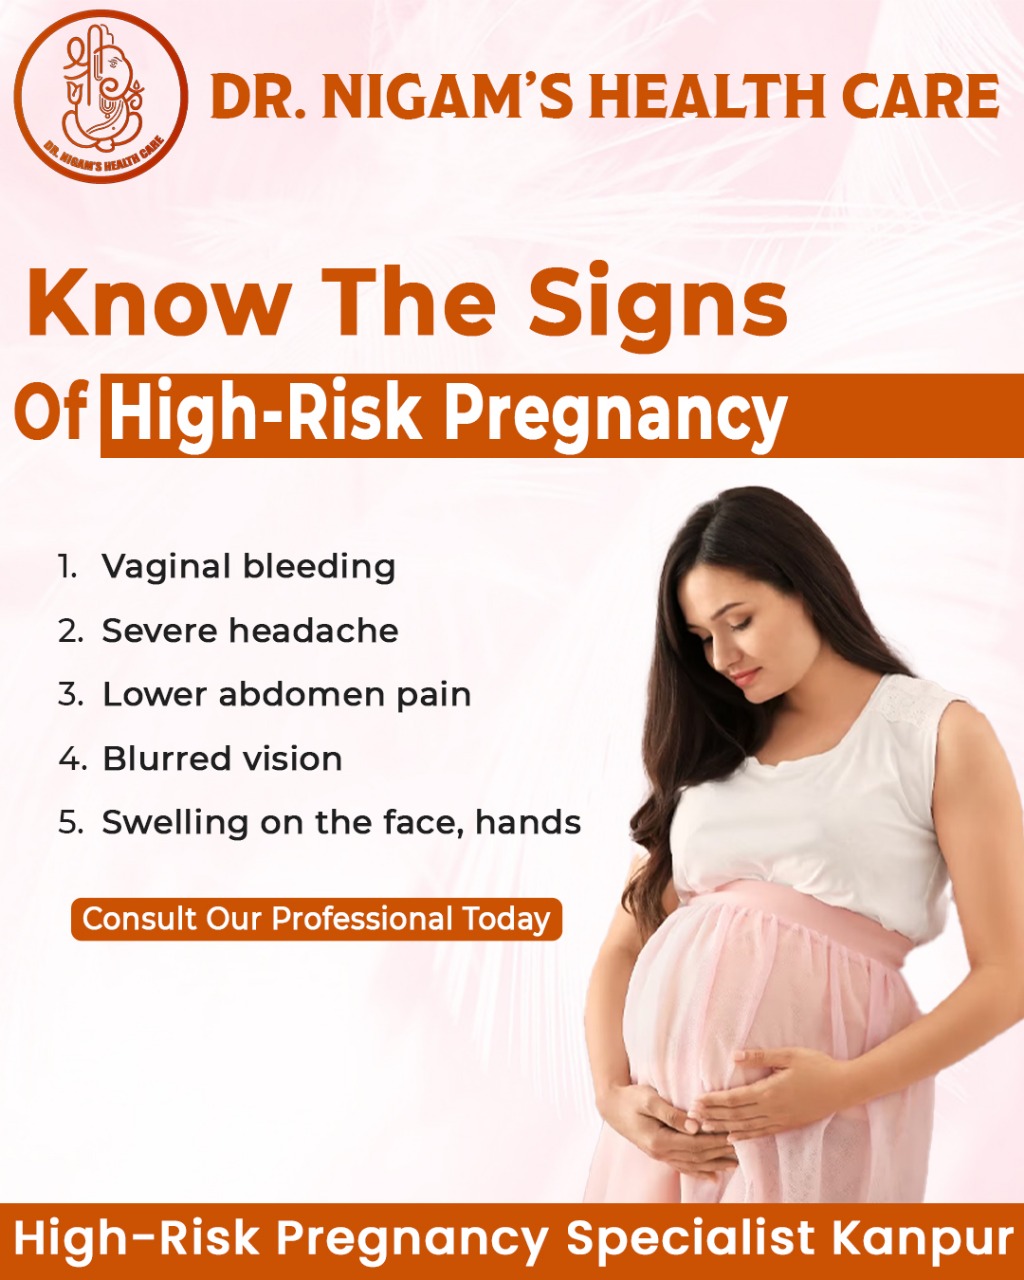 DR. NIGAM'S HEALTH CARE
DR. NIGAM'S HEALTH CARE
Know The Signs
Of High-Risk Pregnancy
1. Vaginal bleeding
2. Severe headache
3. Lower abdomen pain
4. Blurred vision
5. Swelling on the face, hands
Consult Our Professional Today
High-Risk Pregnancy Specialist Kanpur